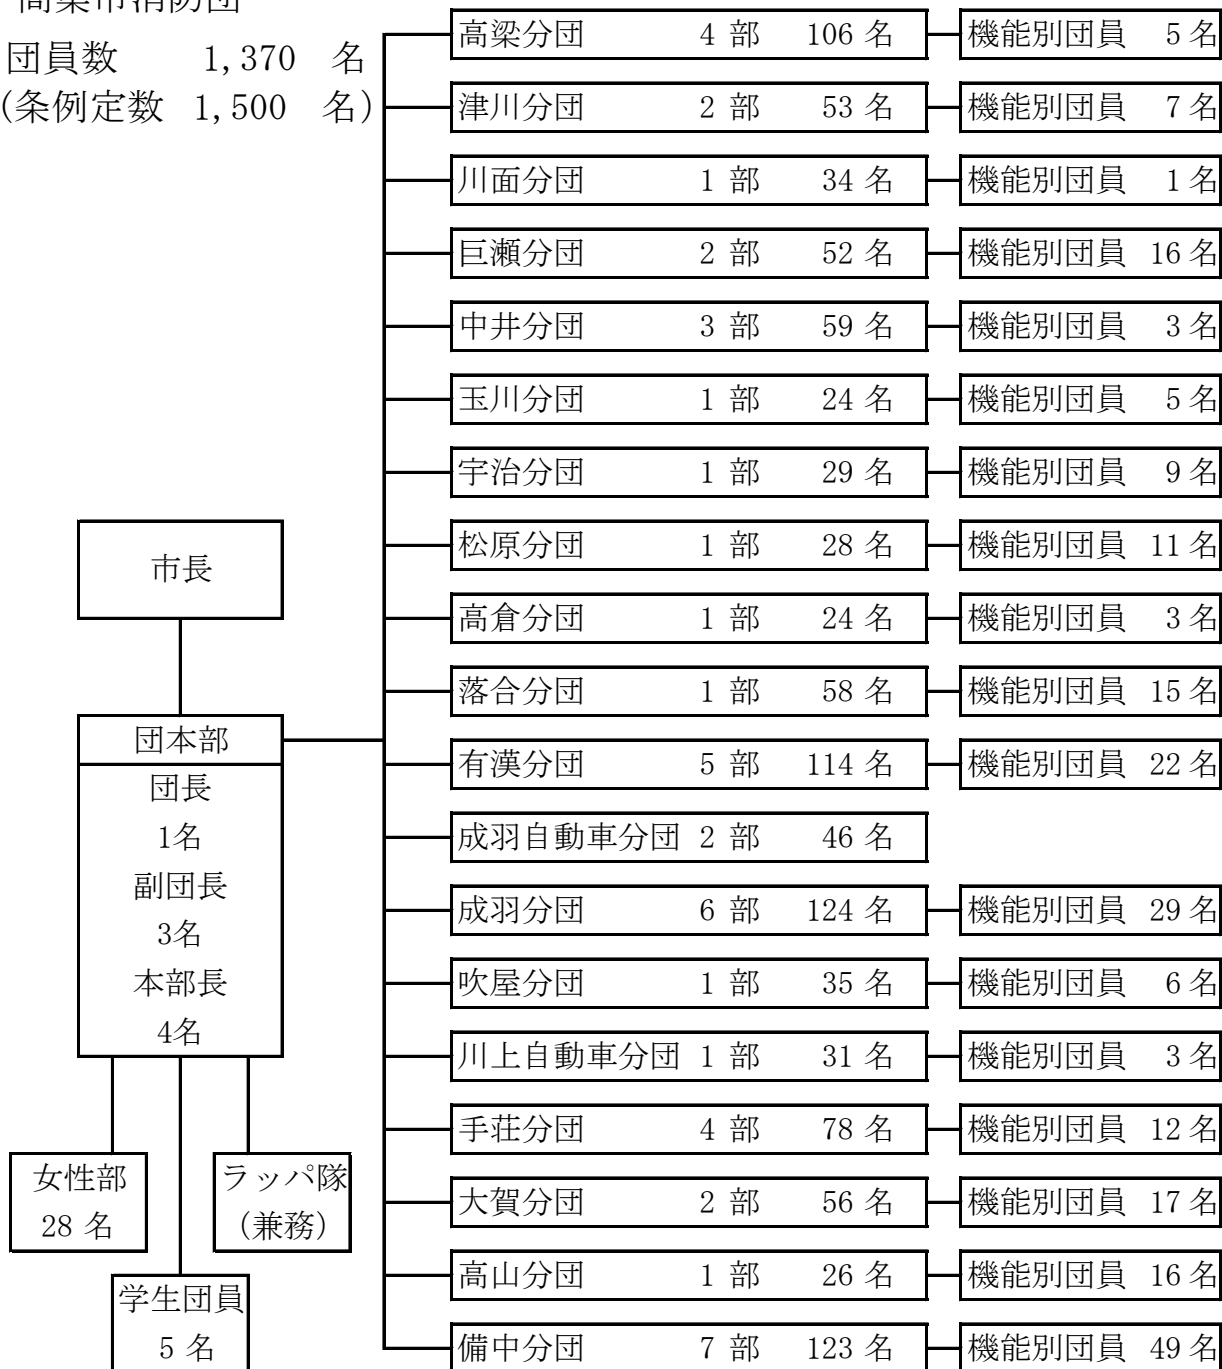 団員数 1,370 名
(条例定数 1,500 名)
高梁分団 4 部 106 名 機能別団員 5 名
津川分団 2 部 53 名 機能別団員 7 名
川面分団 1 部 34 名 機能別団員 1 名
巨瀬分団 2 部 52 名 機能別団員 16 名
中井分団 3 部 59 名 機能別団員 3 名
玉川分団 1 部 24 名 機能別団員 5 名
宇治分団 1 部 29 名 機能別団員 9 名
松原分団 1 部 28 名 機能別団員 11 名
高倉分団 1 部 24 名 機能別団員 3 名
落合分団 1 部 58 名 機能別団員 15 名
有漢分団 5 部 114 名 機能別団員 22 名
成羽自動車分団 2 部 46 名
成羽分団 6 部 124 名 機能別団員 29 名
吹屋分団 1 部 35 名 機能別団員 6 名
川上自動車分団 1 部 31 名 機能別団員 3 名
手荘分団 4 部 78 名 機能別団員 12 名
大賀分団 2 部 56 名 機能別団員 17 名
高山分団 1 部 26 名 機能別団員 16 名
備中分団 7 部 123 名 機能別団員 49 名
市長
団本部
団長
1名
副団長
3名
本部長
4名
女性部
28 名
ラッパ隊
(兼務)
学生団員
5 名